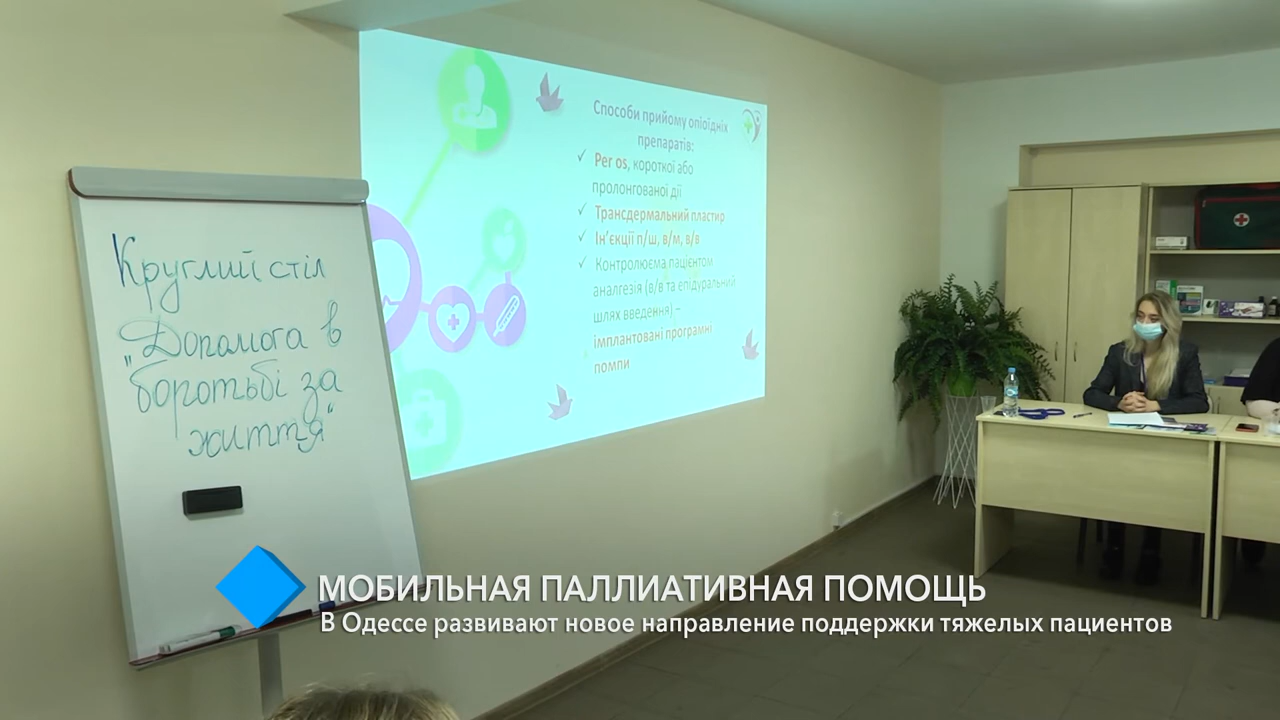 Круглий стіл
"Допомога в
боротьбі за
життя"
Способи прийому опіоїдніх
препаратів:
✓ Per os, короткої або
пролонгованої дії
✓ Трансдермальний пластир
✓ Ін'єкції п/ш, в/м, в/в
✓ Контролюєма пацієнтом
аналгезія (в/в та епідуральний
шлях введення) –
імплантовані програмні
помпи
МОБИЛЬНАЯ ПАЛЛИАТИВНАЯ ПОМОЩЬ
В Одессе развивают новое направление поддержки тяжелых пациентов